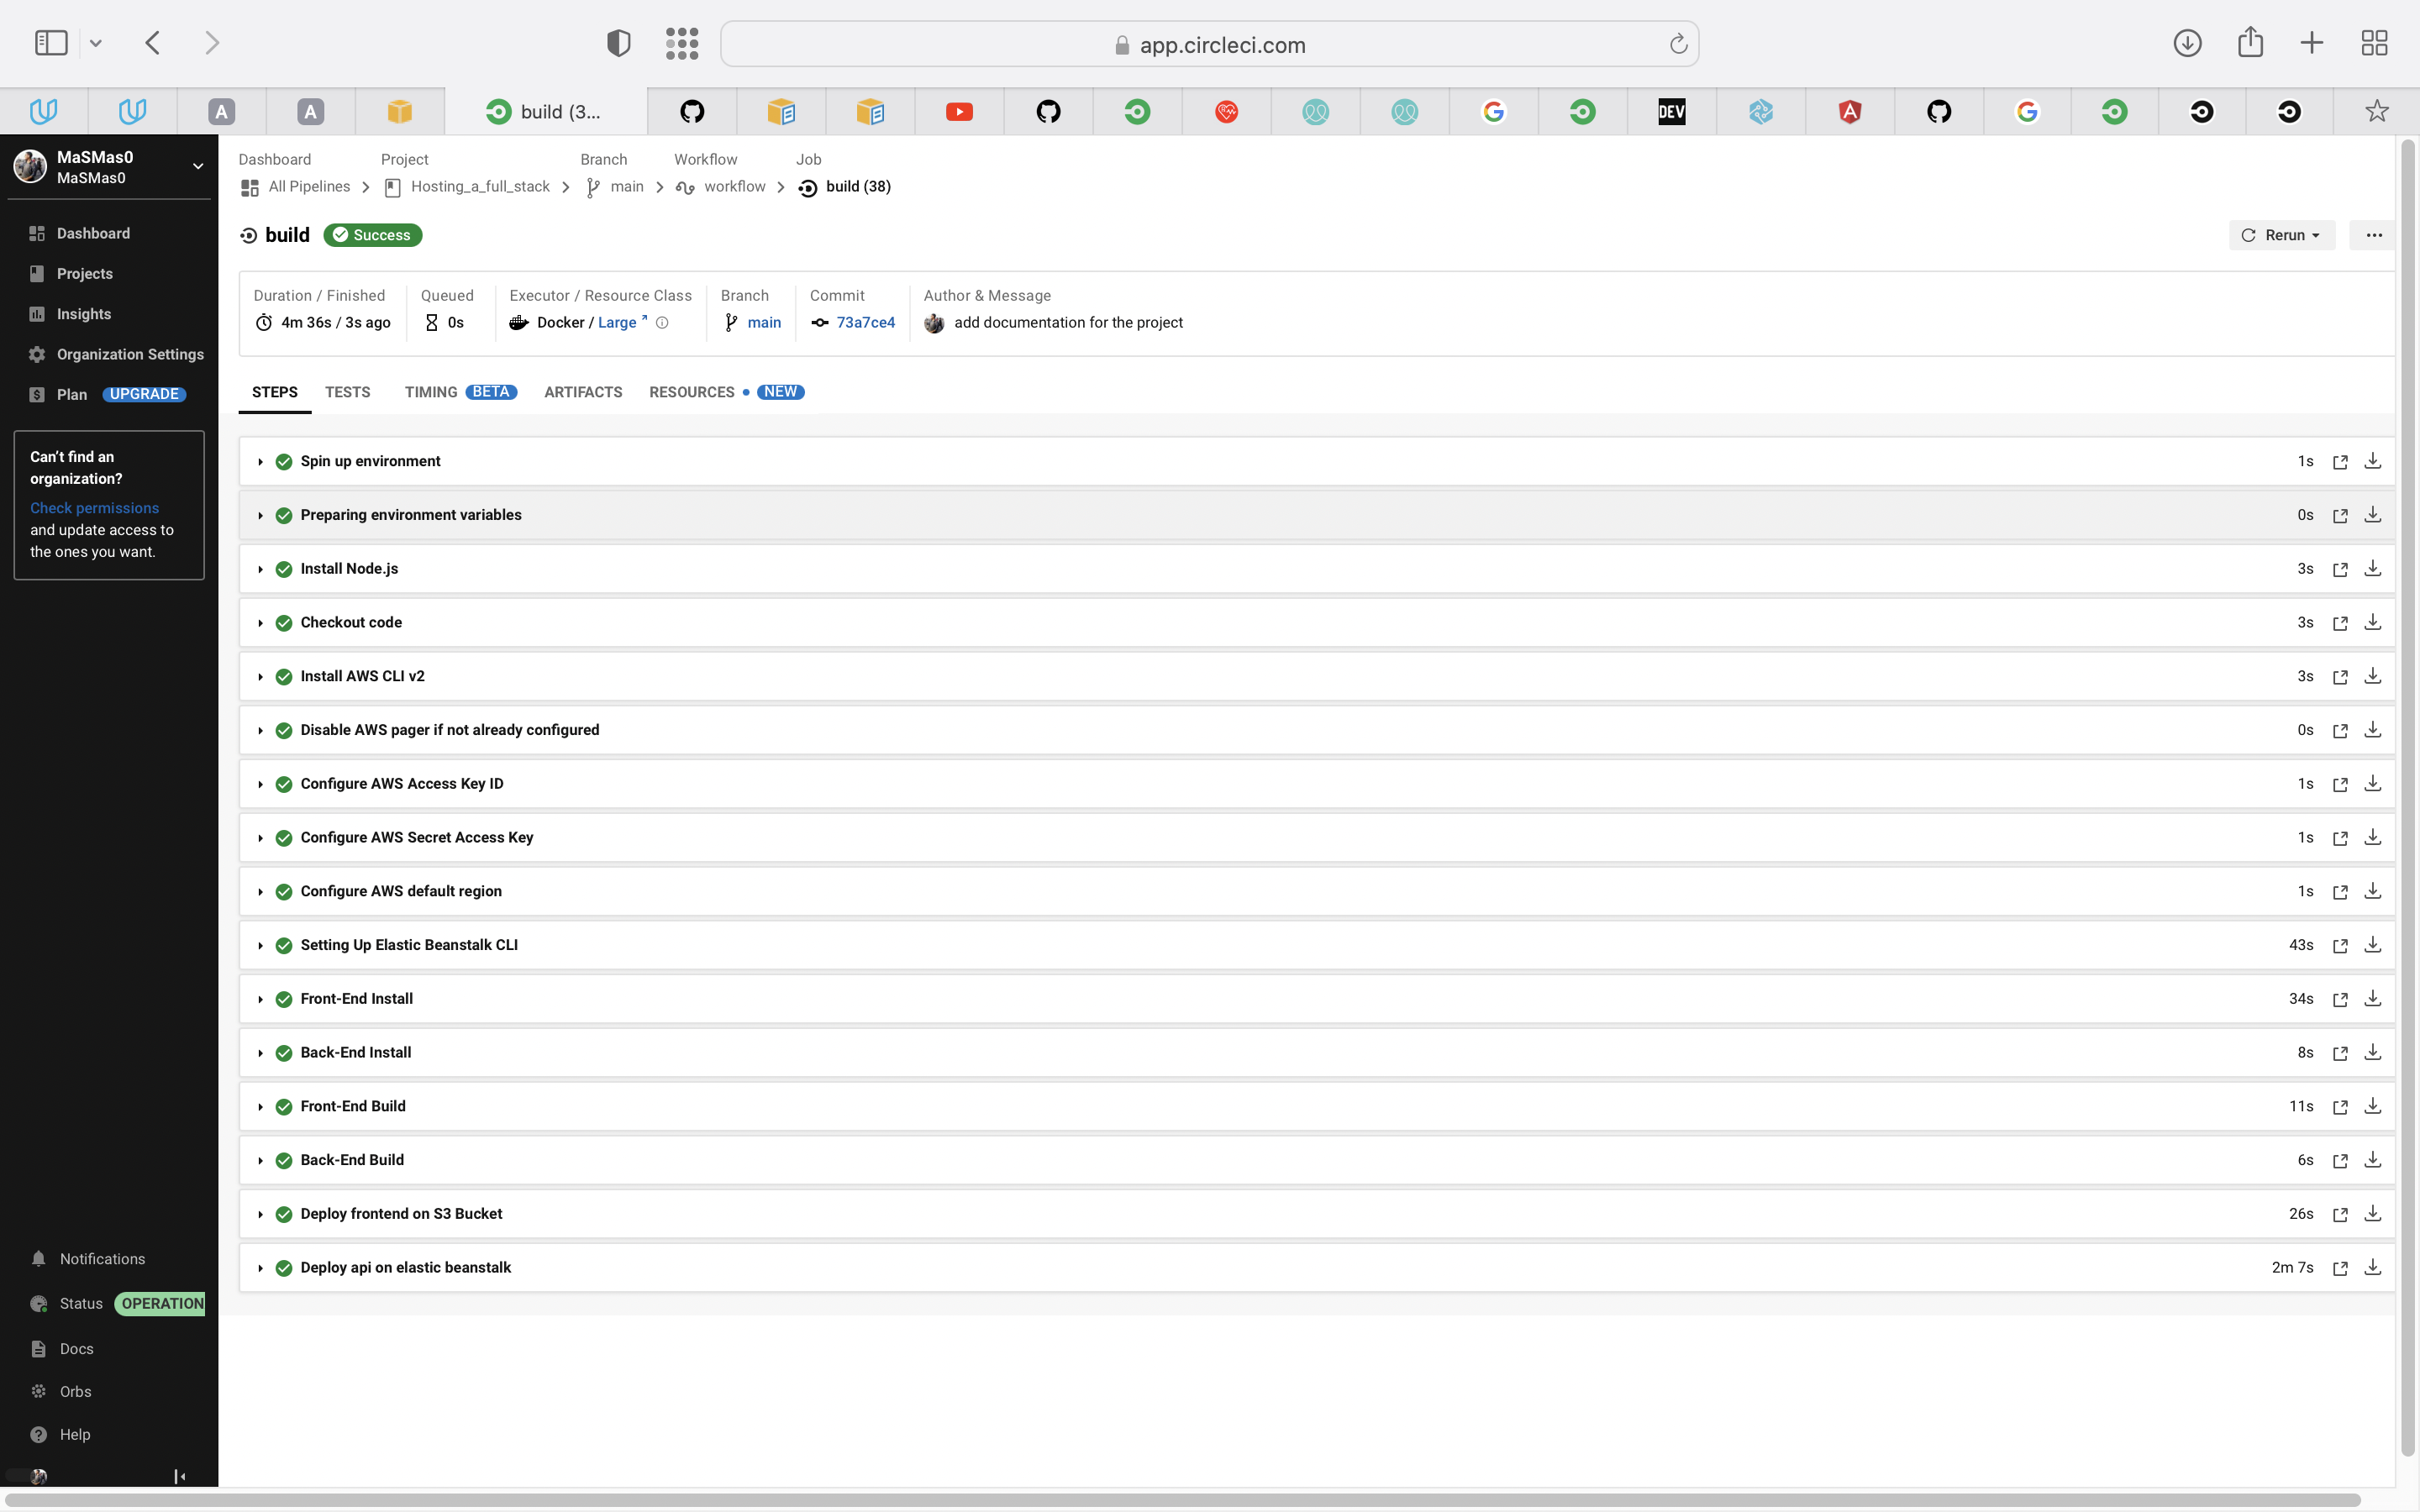 app.circleci.com
A
A
build (3...
DEV
A
MaSMas0
MaSMas0
Dashboard
Projects
Insights
Organization Settings
Plan UPGRADE
Can't find an
organization?
Check permissions
and update access to
the ones you want.
Notifications
Status OPERATION
Docs
Orbs
Help
Dashboard Project Branch Workflow Job
All Pipelines Hosting_a_full_stack main workflow build (38)
build Success
Rerun
Duration / Finished Queued Executor / Resource Class Branch Commit Author & Message
4m 36s / 3s ago 0s Docker / Large main 73a7ce4 add documentation for the project
STEPS TESTS TIMING BETA ARTIFACTS RESOURCES NEW
Spin up environment 1s
Preparing environment variables 0s
Install Node.js 3s
Checkout code 3s
Install AWS CLI v2 3s
Disable AWS pager if not already configured 0s
Configure AWS Access Key ID 1s
Configure AWS Secret Access Key 1s
Configure AWS default region 1s
Setting Up Elastic Beanstalk CLI 43s
Front-End Install 34s
Back-End Install 8s
Front-End Build 11s
Back-End Build 6s
Deploy frontend on S3 Bucket 26s
Deploy api on elastic beanstalk 2m 7s